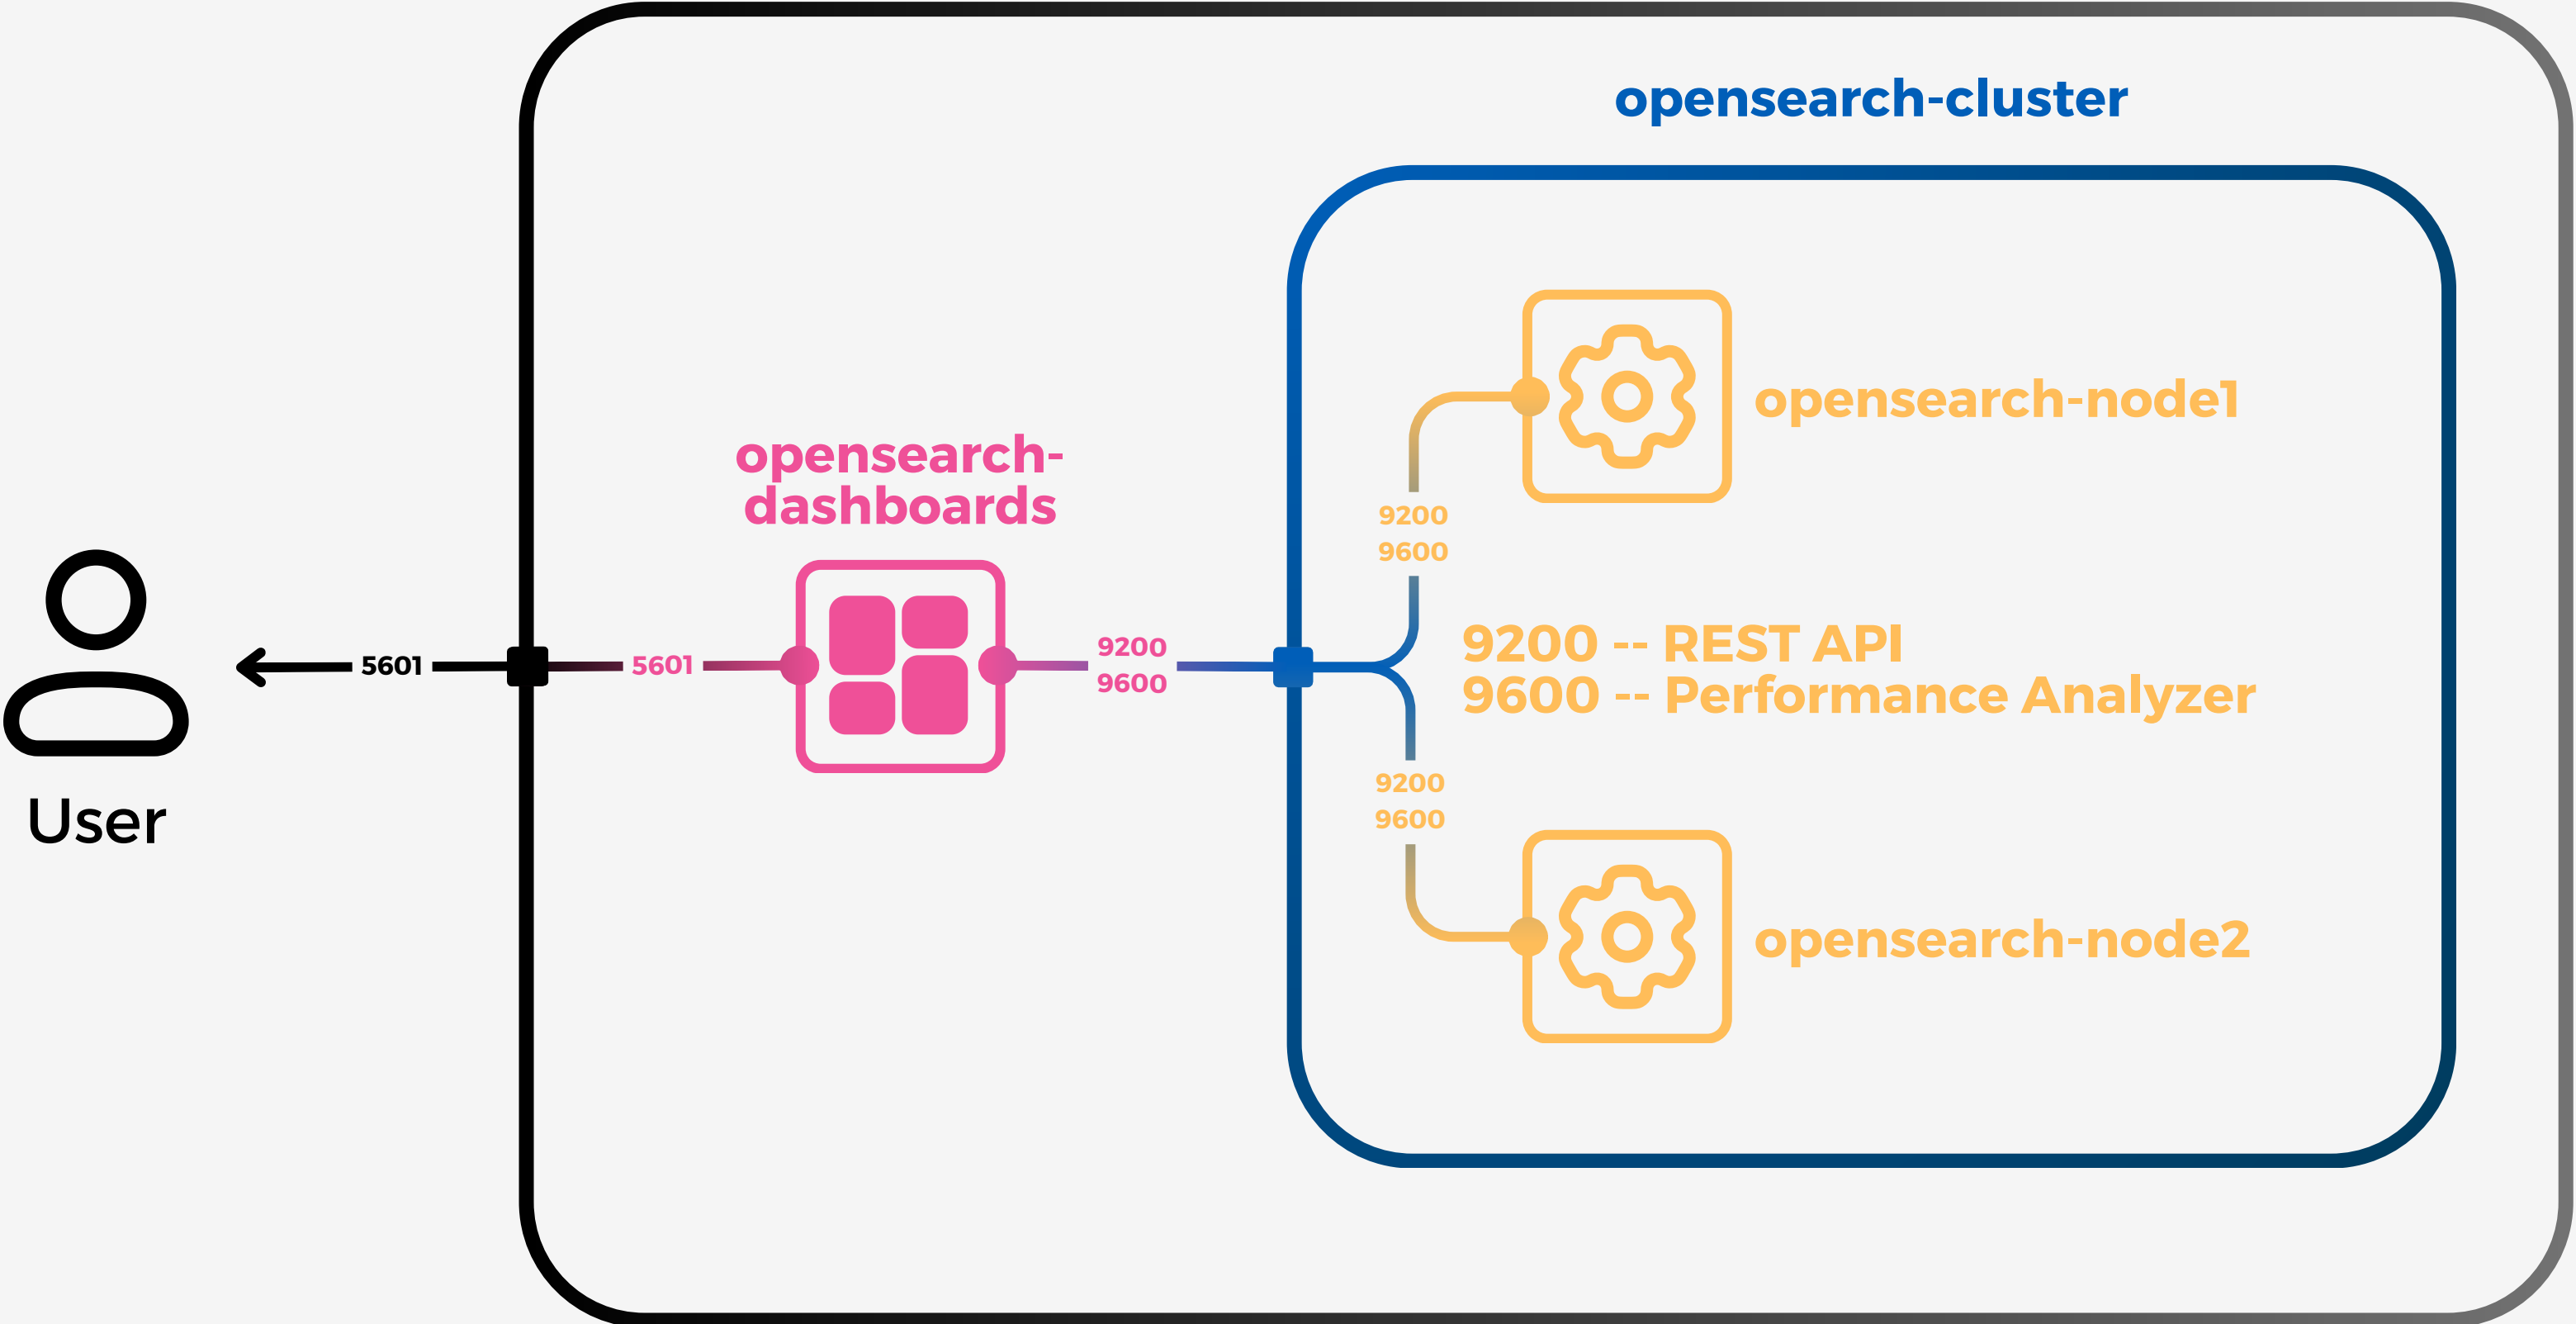 opensearch-cluster
opensearch-node1
opensearch-
dashboards
9200
9600
User
5601
5601
9200
9600
9200 -- REST API
9600 -- Performance Analyzer
9200
9600
opensearch-node2